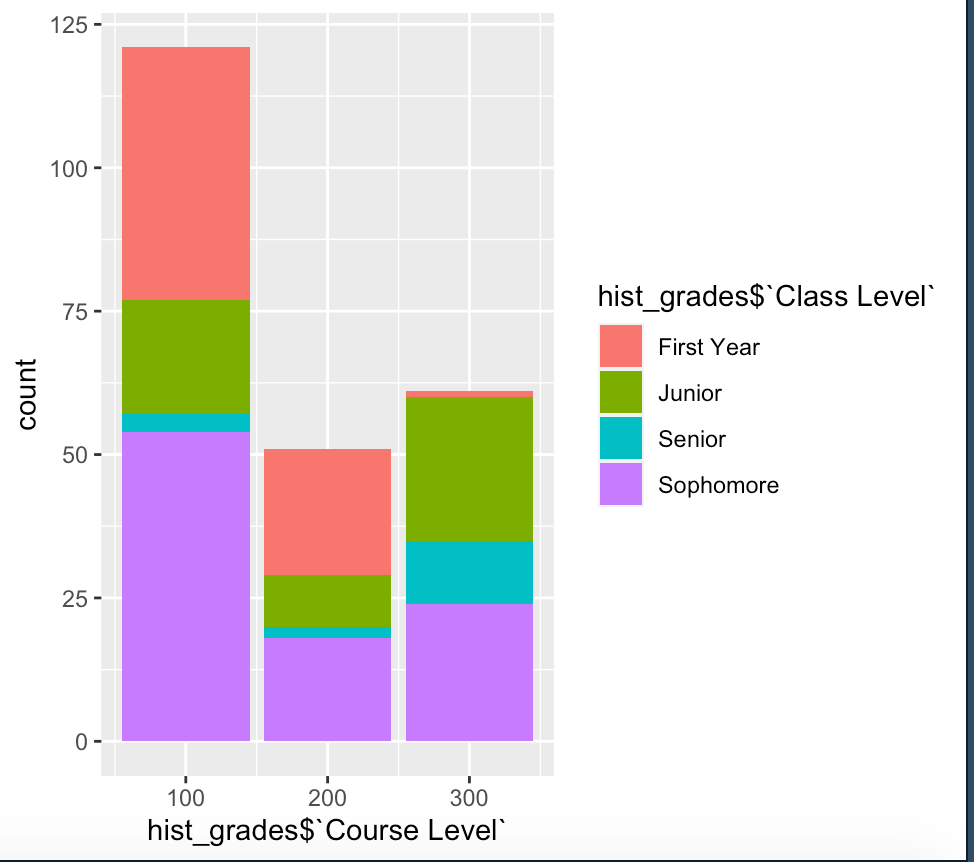 125
100
75
50
25
0
count
100 200 300
hist_grades$`Course Level`
hist_grades$`Class Level`
First Year
Junior
Senior
Sophomore